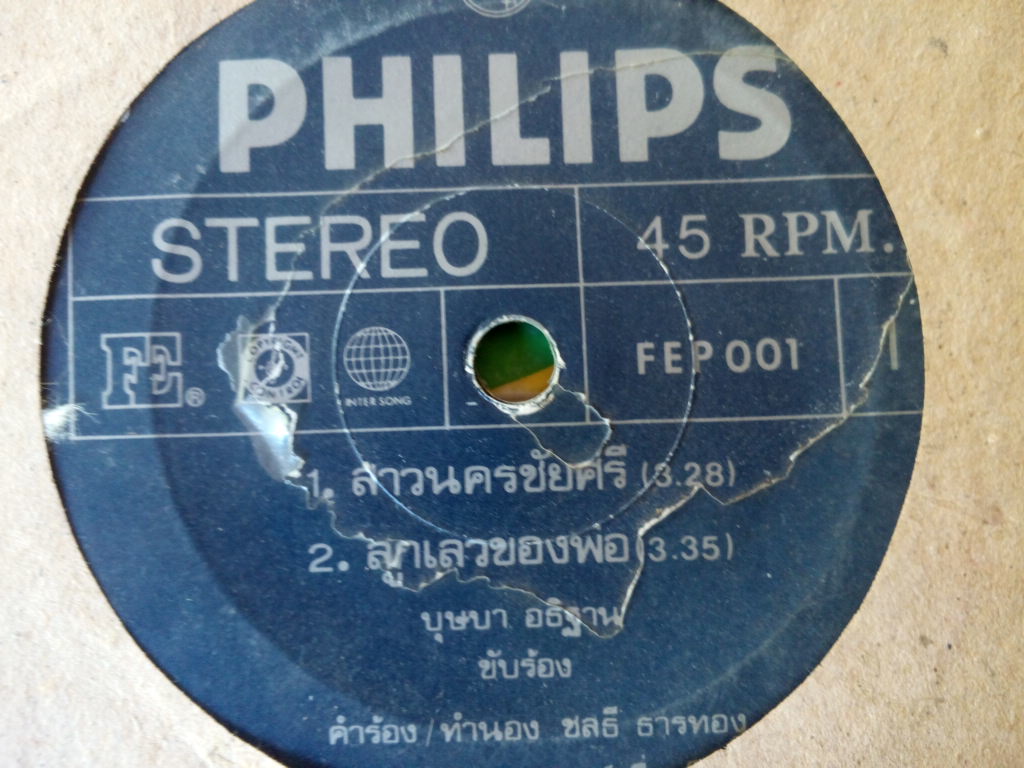 PHILIPS
STEREO 45 RPM.
FE® COPYRIGHT CONTROL INTER SONG FEP 001 1
1. สาวนครชัยศรี (3.28)
2. ลูกเลวของพ่อ (3.35)
บุษบา อธิฐาน
ขับร้อง
คำร้อง / ทำนอง ชลธี ธารทอง